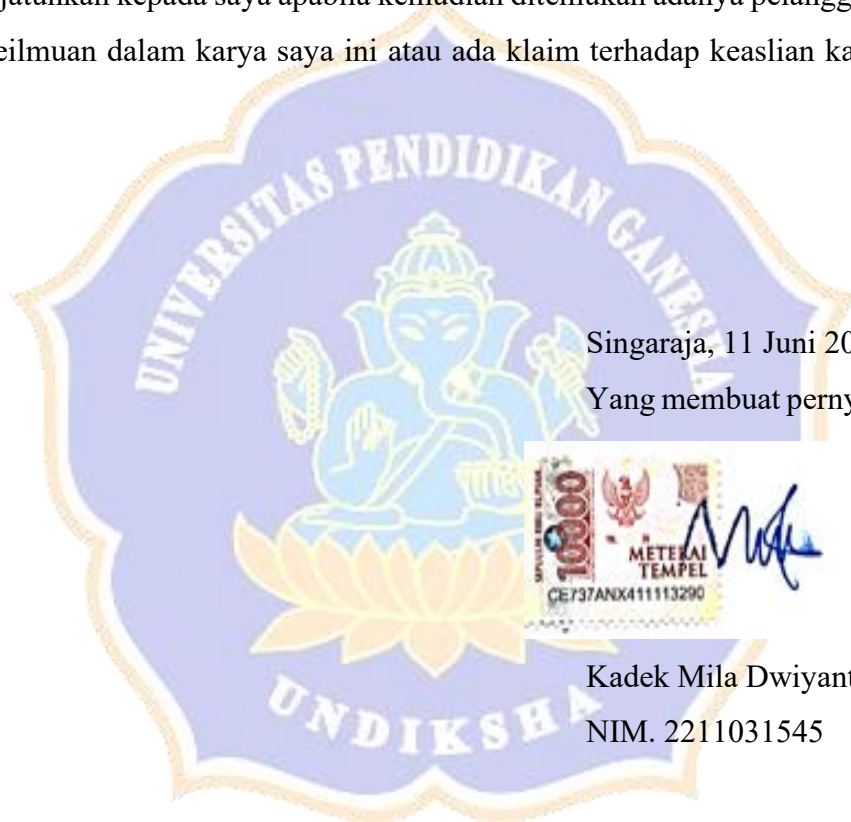 jatuhkan kepada saya apabila kemudian ditemukan adanya pelangg
eilmuan dalam karya saya ini atau ada klaim terhadap keaslian ka
UNIVERSITAS PENDIDIKAN GANESHA
Singaraja, 11 Juni 20
Yang membuat perny
10000
METERAI
TEMPEL
CE737ANX411113290
Kadek Mila Dwiyant
NIM. 2211031545
UNDIKSHA